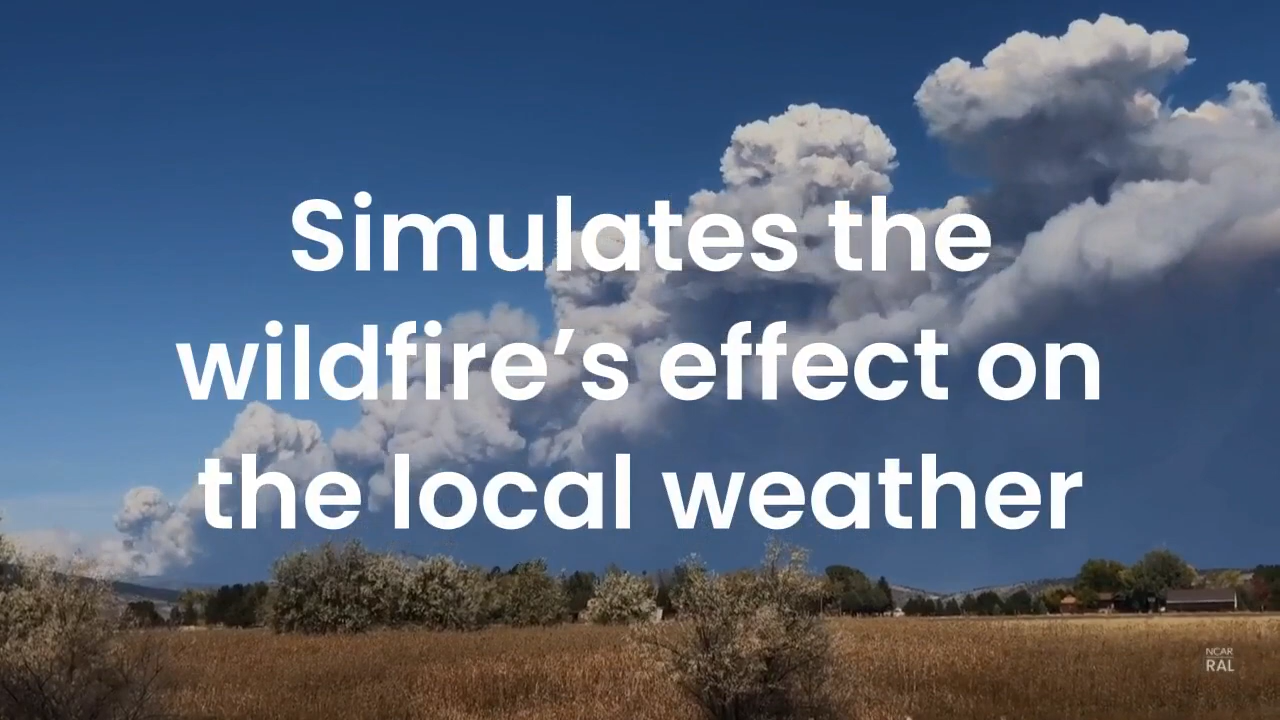 Simulates the
wildfire’s effect on
the local weather
NCAR
RAL